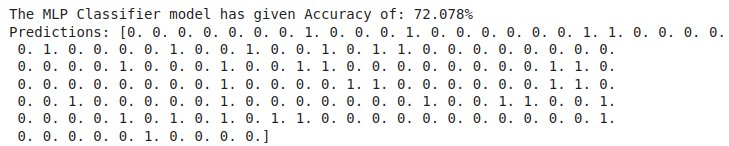 The MLP Classifier model has given Accuracy of: 72.078%
Predictions: [0. 0. 0. 0. 0. 0. 0. 1. 0. 0. 0. 1. 0. 0. 0. 0. 0. 0. 1. 1. 0. 0. 0. 0.
0. 1. 0. 0. 0. 0. 1. 0. 0. 1. 0. 0. 1. 0. 1. 1. 0. 0. 0. 0. 0. 0. 0. 0.
0. 0. 0. 0. 1. 0. 0. 0. 1. 0. 0. 1. 1. 0. 0. 0. 0. 0. 0. 0. 0. 1. 1. 0.
0. 0. 0. 0. 0. 0. 0. 0. 1. 0. 0. 0. 0. 1. 1. 0. 0. 0. 0. 0. 0. 1. 1. 0.
0. 0. 1. 0. 0. 0. 0. 0. 1. 0. 0. 0. 0. 0. 0. 0. 1. 0. 0. 1. 1. 0. 0. 1.
0. 0. 0. 0. 1. 0. 1. 0. 1. 0. 1. 1. 0. 0. 0. 0. 0. 0. 0. 0. 0. 0. 0. 1.
0. 0. 0. 0. 0. 1. 0. 0. 0. 0.]